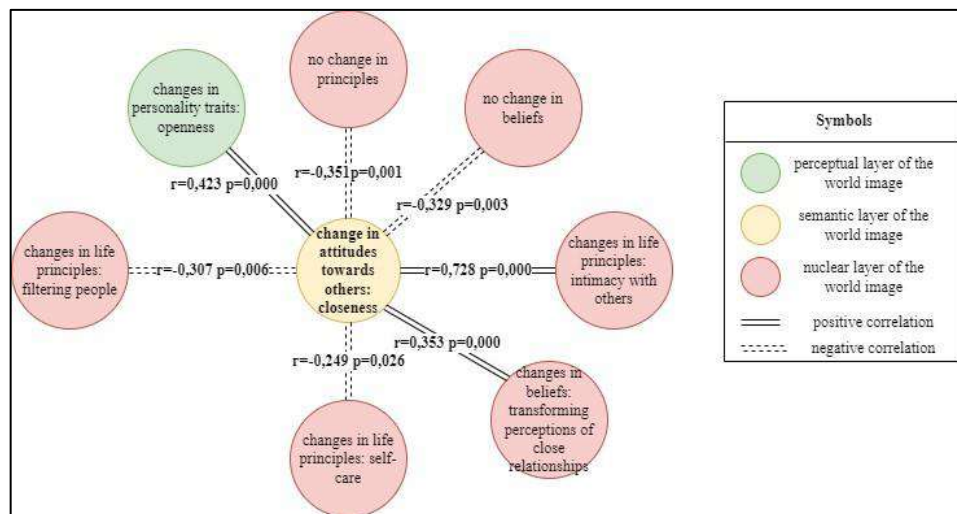 no change in
principles
changes in
personality traits:
openness
no change in
beliefs
r=0,423 p=0,000
r=-0,351p=0,001
r=-0,329 p=0,003
changes in life
principles:
filtering people
r=-0,307 p=0,006
change in
attitudes
towards
others:
closeness
r=0,728 p=0,000
changes in life
principles:
intimacy with
others
r=0,353 p=0,000
r=-0,249 p=0,026
changes in
beliefs:
transforming
perceptions of
close
relationships
changes in life
principles: self-
care
Symbols
perceptual layer of the
world image
semantic layer of the
world image
nuclear layer of the
world image
positive correlation
negative correlation